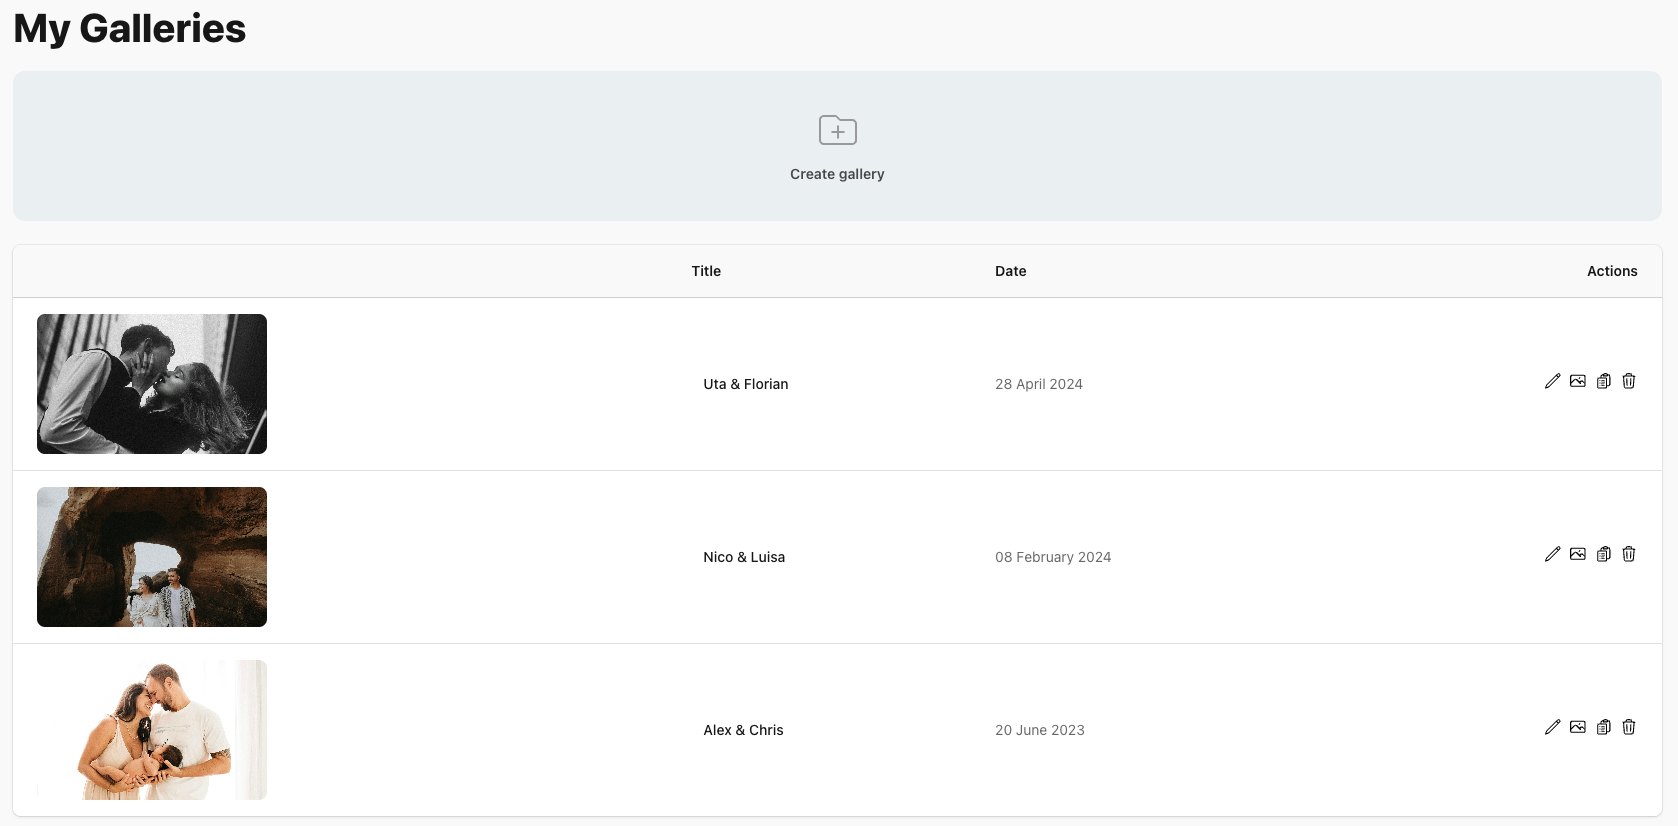 My Galleries
Create gallery
Title Date Actions
Uta & Florian 28 April 2024
Nico & Luisa 08 February 2024
Alex & Chris 20 June 2023